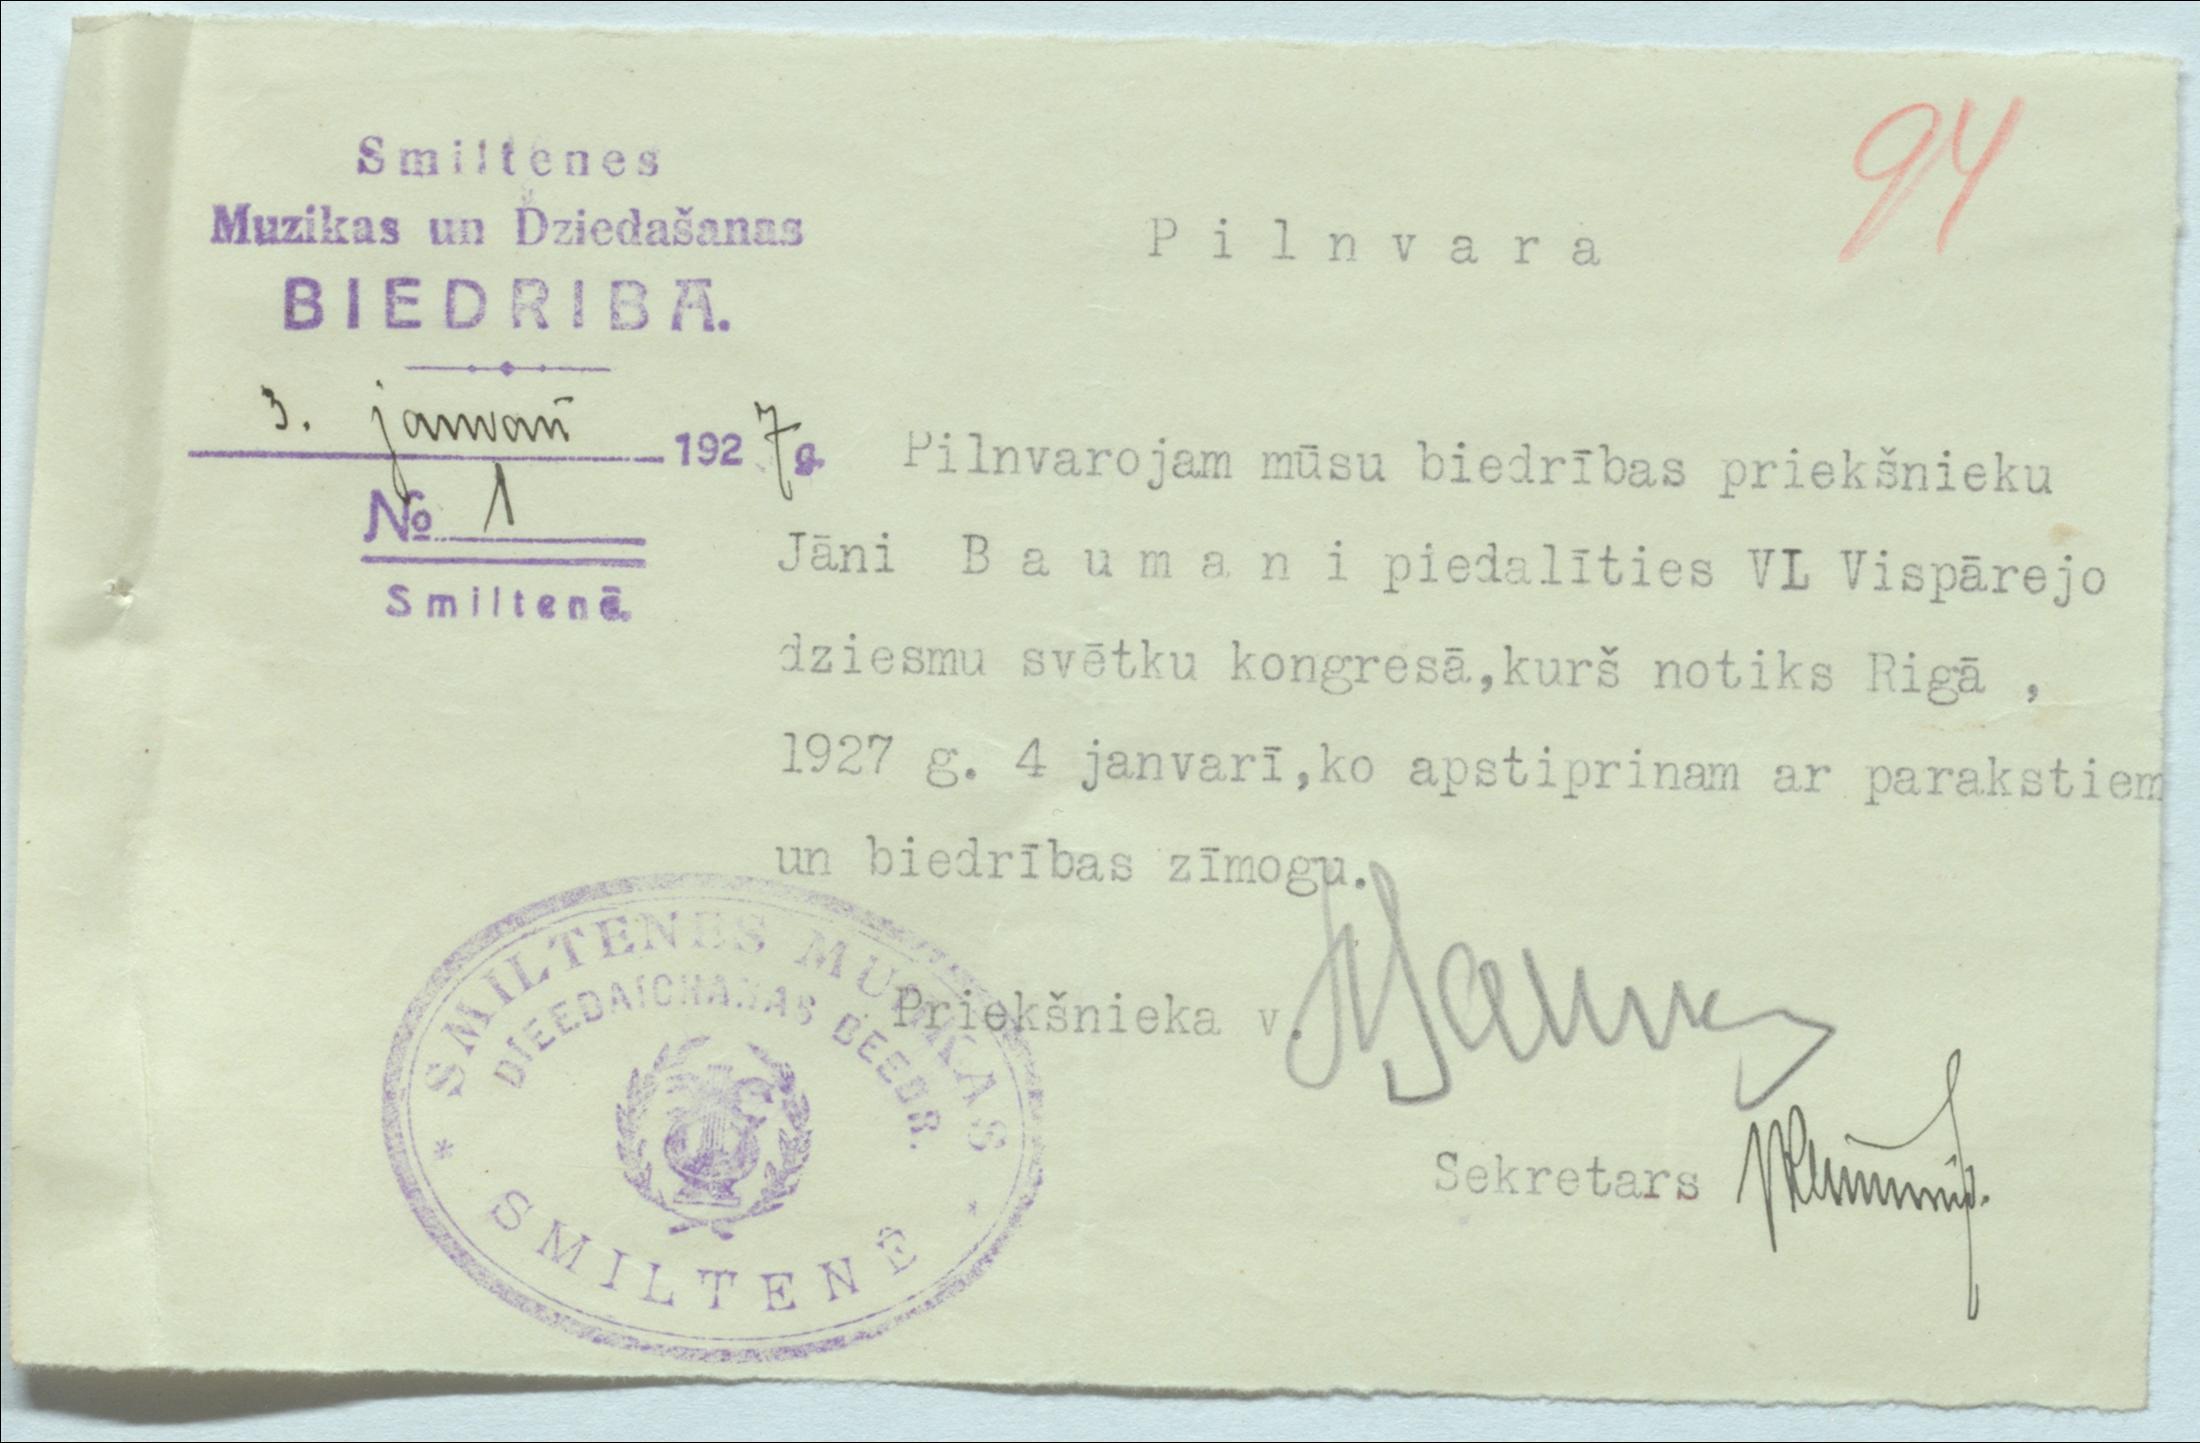 Smiltenes
Muzikas un Dziedašanas
BIEDRIBA.
3. janvarī 1927 g.
№ 1
Smiltenē.
94
Pilnvara
Pilnvarojam mūsu biedrības priekšnieku
Jāni Baumani piedalīties VI Vispārejo
dziesmu svētku kongresā,kurš notiks Rigā ,
1927 g. 4 janvarī,ko apstiprinam ar parakstiem
un biedrības zīmogu.
Priekšnieka v.
Sekretars
SMILTENES MUSIKAS
DZEEDAICHANAS BEEDR.
SMILTENĒ